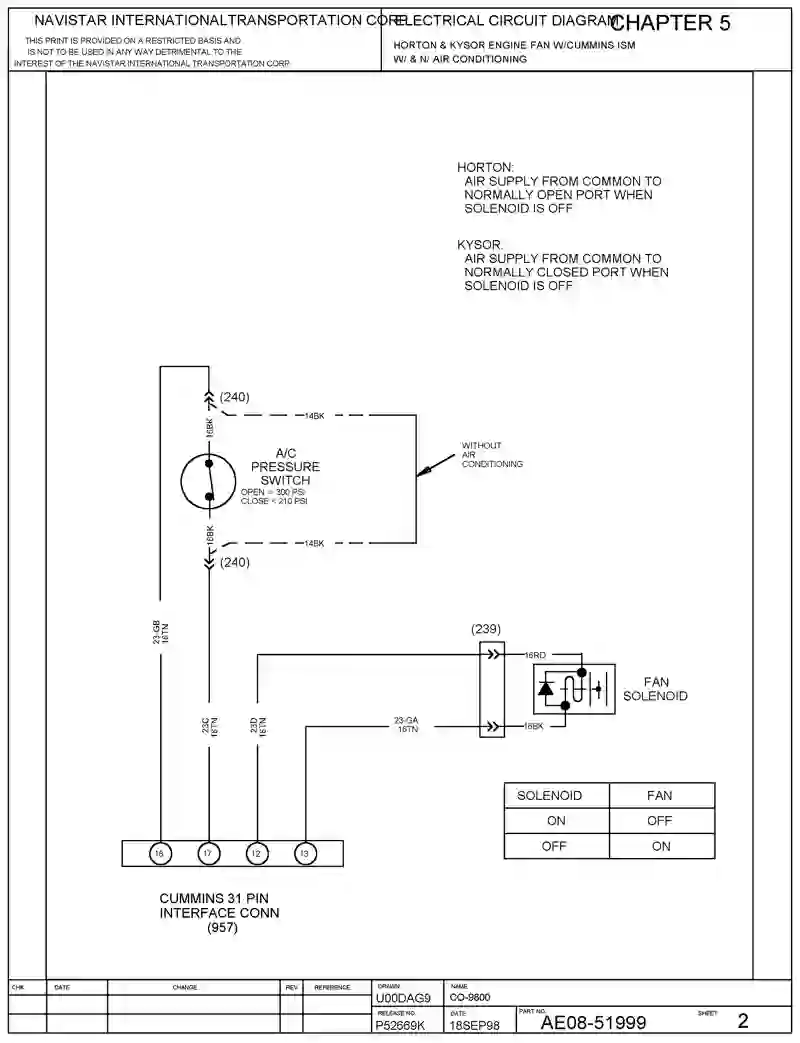 NAVISTAR INTERNATIONAL TRANSPORTATION CORP.
ELECTRICAL CIRCUIT DIAGRAM
CHAPTER 5
THIS PRINT IS PROVIDED ON A RESTRICTED BASIS AND
IS NOT TO BE USED IN ANY WAY DETRIMENTAL TO THE
INTEREST OF THE NAVISTAR INTERNATIONAL TRANSPORTATION CORP
HORTON & KYSOR ENGINE FAN W/CUMMINS ISM
W/ & N/ AIR CONDITIONING
HORTON:
AIR SUPPLY FROM COMMON TO
NORMALLY OPEN PORT WHEN
SOLENOID IS OFF
KYSOR:
AIR SUPPLY FROM COMMON TO
NORMALLY CLOSED PORT WHEN
SOLENOID IS OFF
(240)
14BK
16BK
A/C
PRESSURE
SWITCH
OPEN = 300 PSI
CLOSE < 210 PSI
WITHOUT
AIR
CONDITIONING
16BK
14BK
(240)
23-GB
16TN
(239)
16RD
FAN
SOLENOID
23C
16TN
23D
16TN
23-GA
16TN
16BK
SOLENOID FAN
ON OFF
OFF ON
16 17 12 13
CUMMINS 31 PIN
INTERFACE CONN
(957)
CHK DATE CHANGE REV REFERENCE
DRAWN
U00DAG9
NAME
CO-9800
RELEASE NO.
P52669K
DATE
18SEP98
PART NO.
AE08-51999
SHEET
2